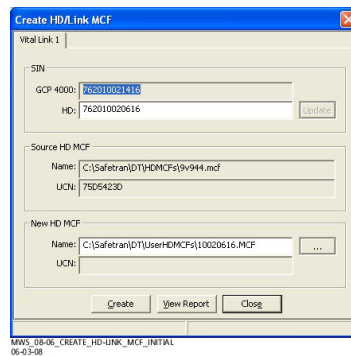 Create HD/Link MCF
Vital Link 1
SIN
GCP 4000: 762010021416
HD: 762010020616
Update
Source HD MCF
Name: C:\Safetran\DT\HDMCFs\9v944.mcf
UCN: 75D5423D
New HD MCF
Name: C:\Safetran\DT\UserHDMCFs\10020616.MCF
...
UCN:
Create View Report Close
MWS_08-06_CREATE_HD-LINK_MCF_INITIAL
06-03-08